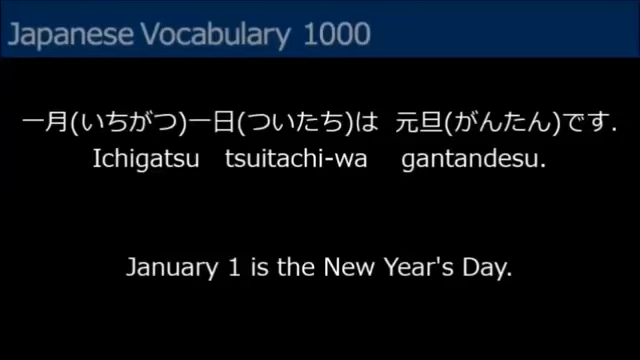 Japanese Vocabulary 1000
一月(いちがつ)一日(ついたち)は 元旦(がんたん)です.
Ichigatsu tsuitachi-wa gantandesu.
January 1 is the New Year's Day.